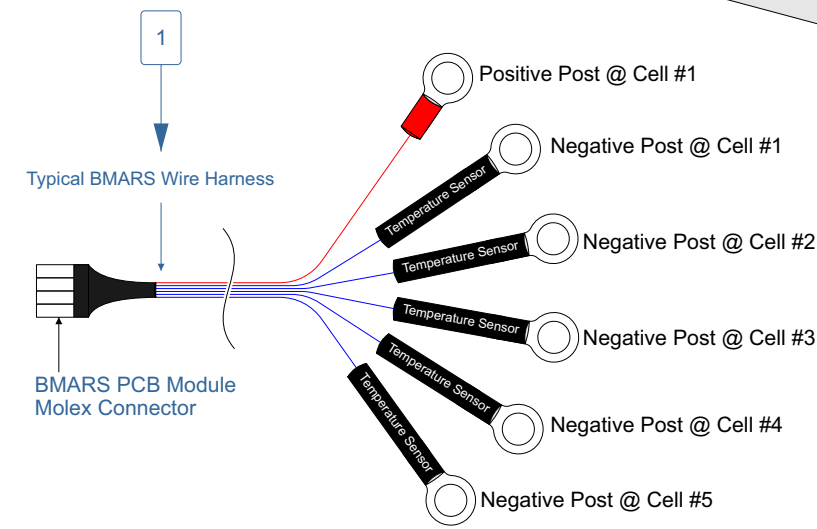 1
Typical BMARS Wire Harness
BMARS PCB Module
Molex Connector
Positive Post @ Cell #1
Temperature Sensor
Negative Post @ Cell #1
Temperature Sensor
Negative Post @ Cell #2
Temperature Sensor
Negative Post @ Cell #3
Temperature Sensor
Negative Post @ Cell #4
Temperature Sensor
Negative Post @ Cell #5